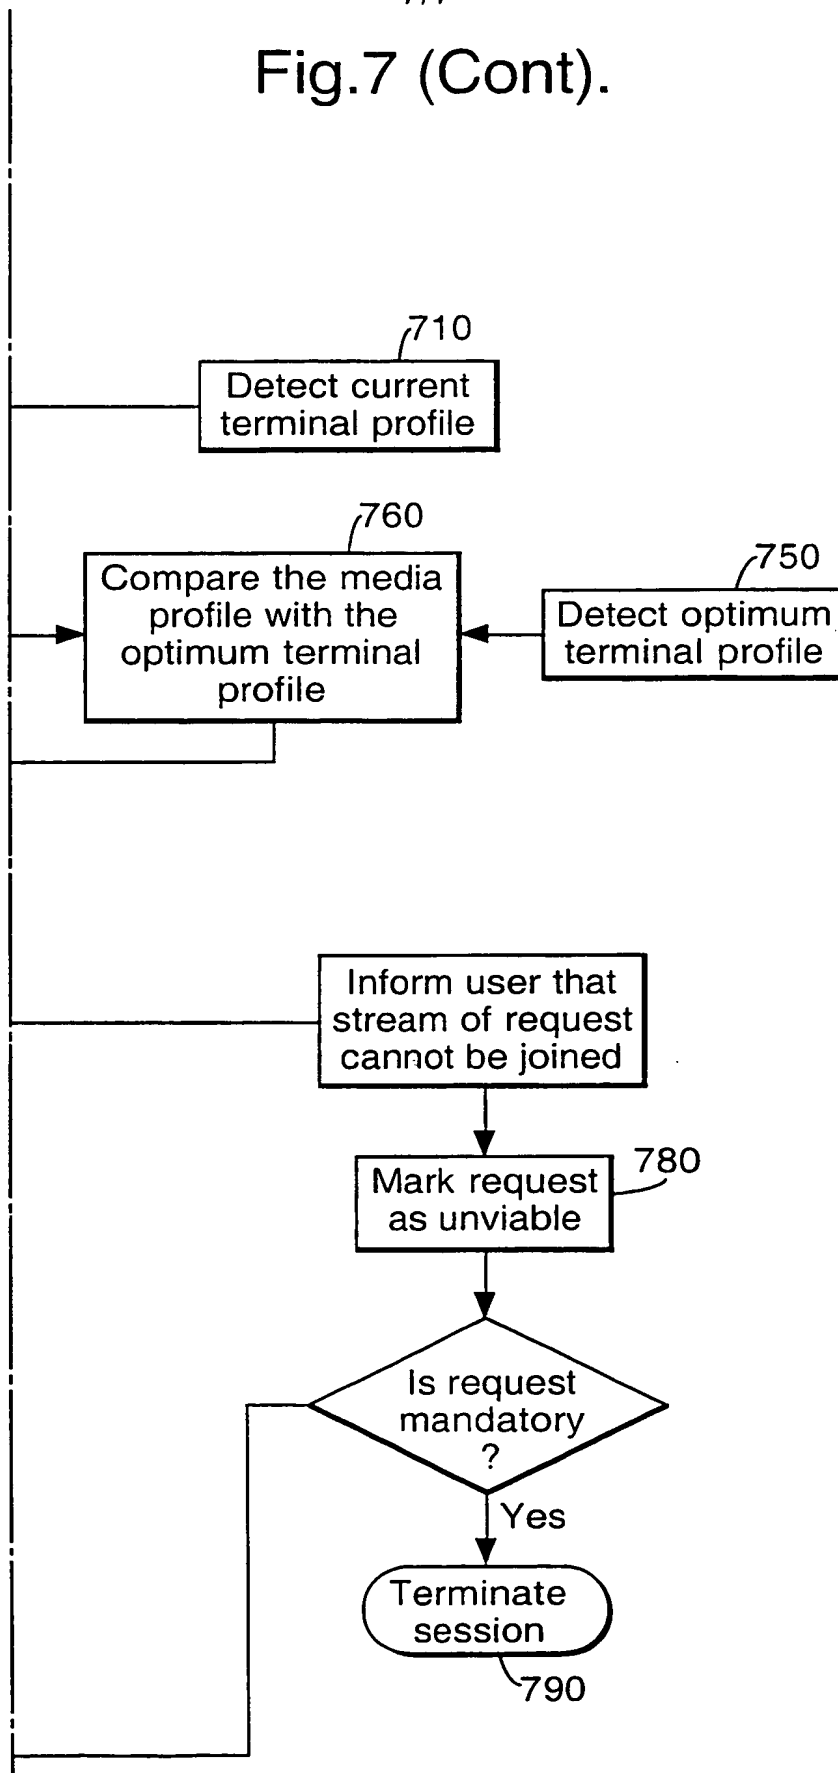 Fig.7 (Cont).
710
Detect current
terminal profile
760
Compare the media
profile with the
optimum terminal
profile
750
Detect optimum
terminal profile
Inform user that
stream of request
cannot be joined
780
Mark request
as unviable
Is request
mandatory
?
Yes
Terminate
session
790